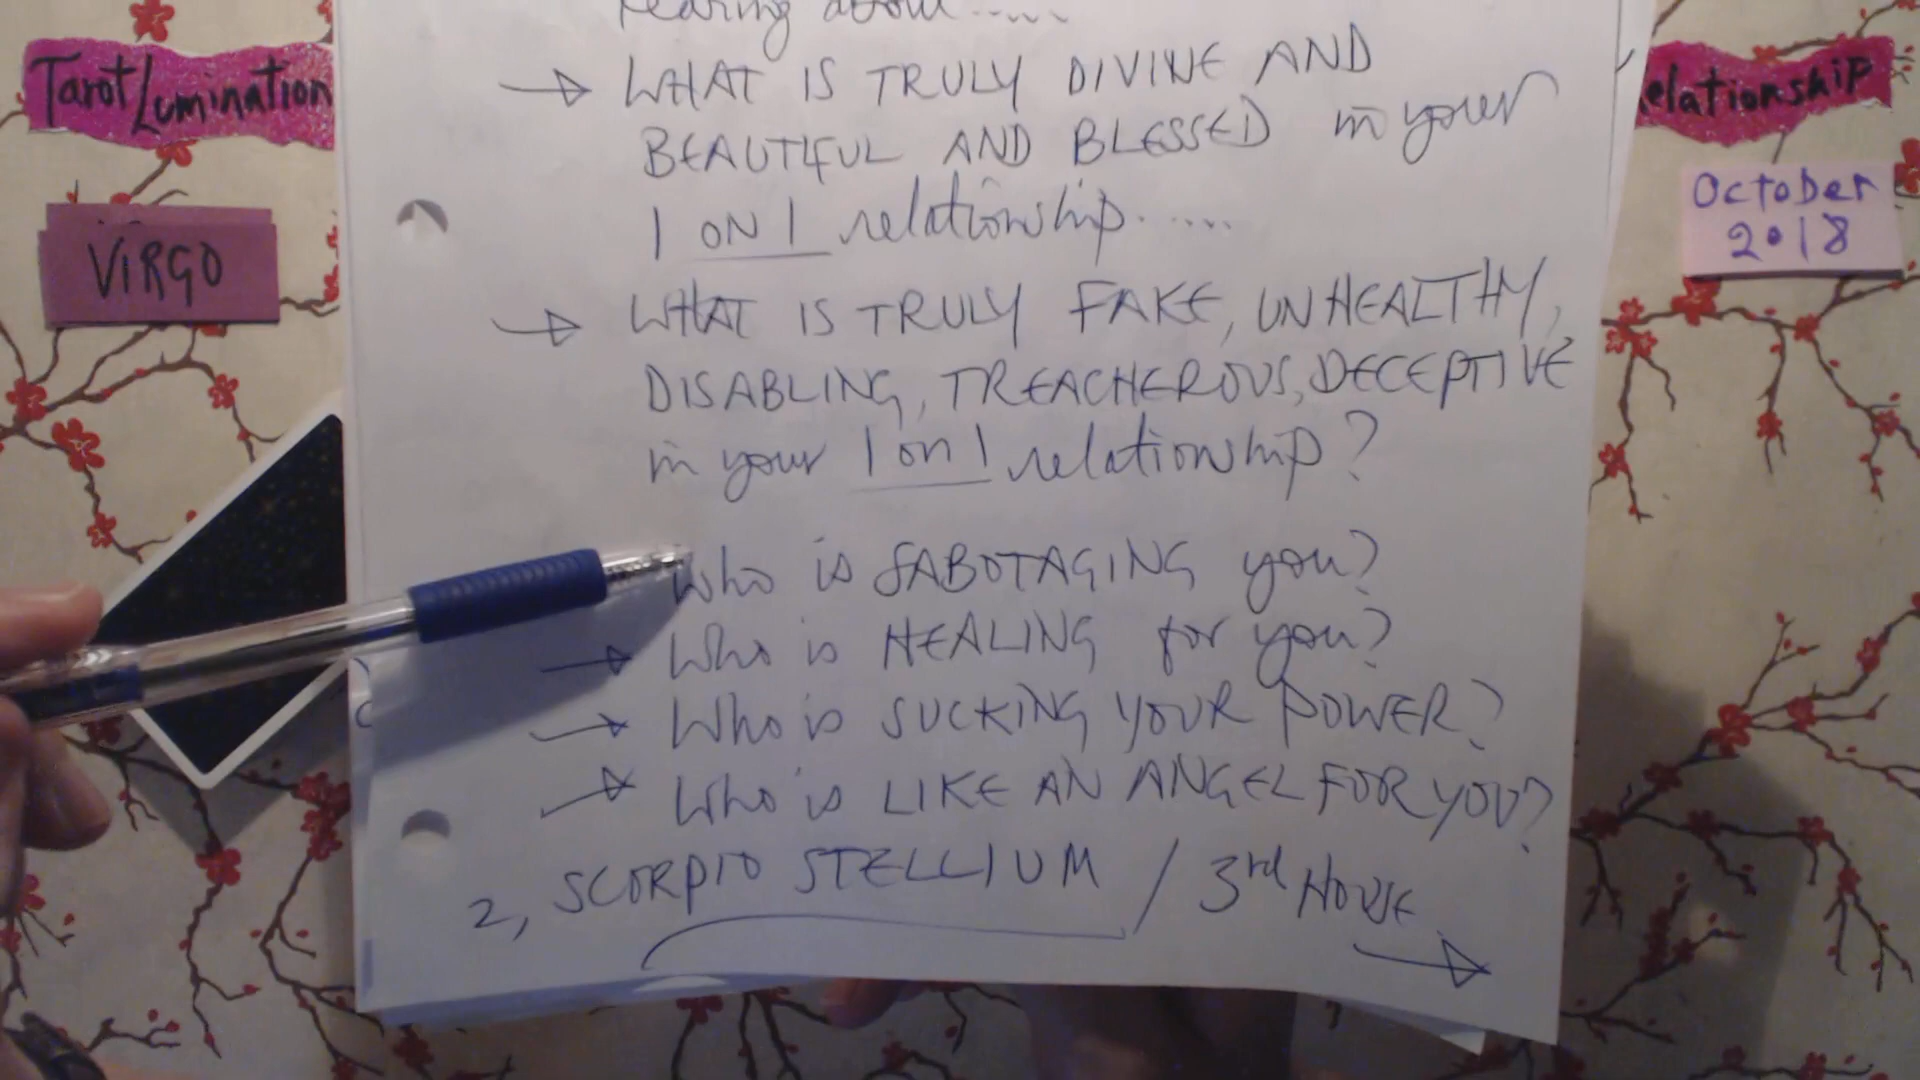 about.....
Tarot Lumination
→ WHAT IS TRULY DIVINE AND
BEAUTIFUL AND BLESSED in your
1 ON 1 relationship.....
VIRGO
→ WHAT IS TRULY FAKE, UNHEALTHY,
DISABLING, TREACHEROUS, DECEPTIVE
in your 1 on 1 relationship?
Who is SABOTAGING you?
→ Who is HEALING for you?
→ Who is SUCKING YOUR POWER?
→ Who is LIKE AN ANGEL FOR YOU?
2, SCORPIO STELLIUM / 3rd HOUSE
→
elationship
October
2018